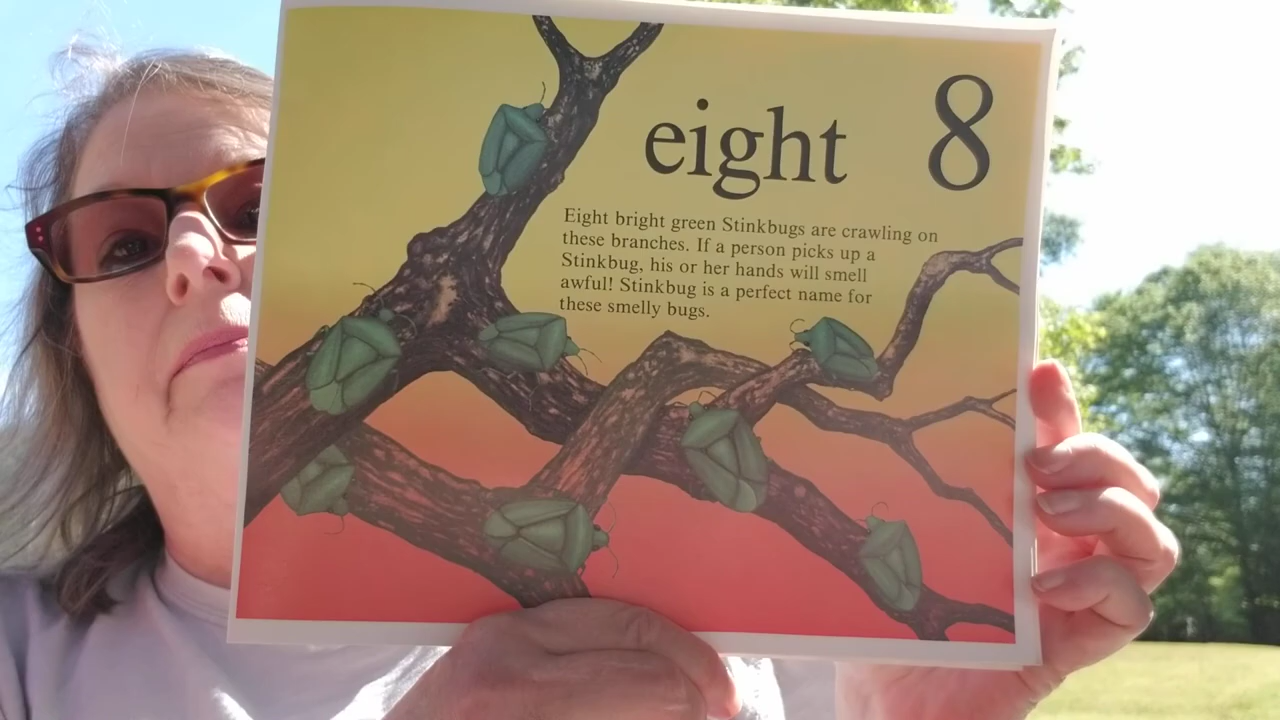 eight 8
Eight bright green Stinkbugs are crawling on
these branches. If a person picks up a
Stinkbug, his or her hands will smell
awful! Stinkbug is a perfect name for
these smelly bugs.